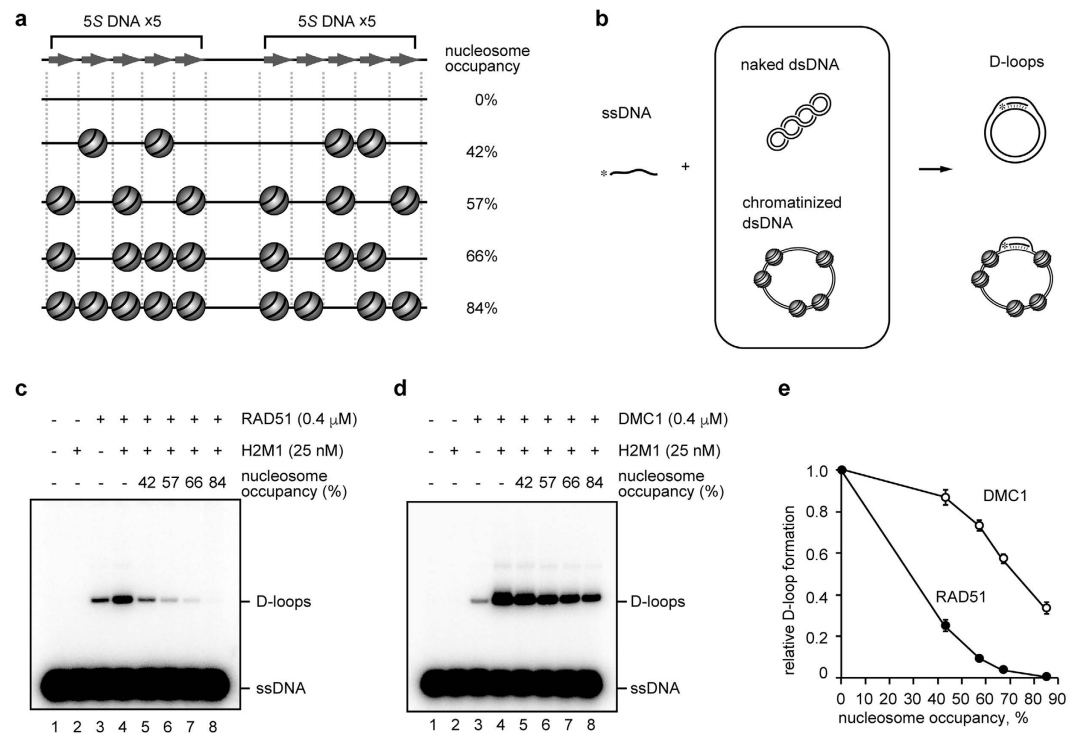 a
5S DNA x5
5S DNA x5
nucleosome
occupancy
0%
42%
57%
66%
84%
b
naked dsDNA
D-loops
ssDNA
*
+
chromatinized
dsDNA
*
*
c
- - + + + + + + RAD51 (0.4 μM)
- + - + + + + + H2M1 (25 nM)
- - - - 42 57 66 84 nucleosome
occupancy (%)
D-loops
ssDNA
1 2 3 4 5 6 7 8
d
- - + + + + + + DMC1 (0.4 μM)
- + - + + + + + H2M1 (25 nM)
- - - - 42 57 66 84 nucleosome
occupancy (%)
D-loops
ssDNA
1 2 3 4 5 6 7 8
e
relative D-loop formation
1.0
0.8
0.6
0.4
0.2
0
DMC1
RAD51
0 10 20 30 40 50 60 70 80 90
nucleosome occupancy, %